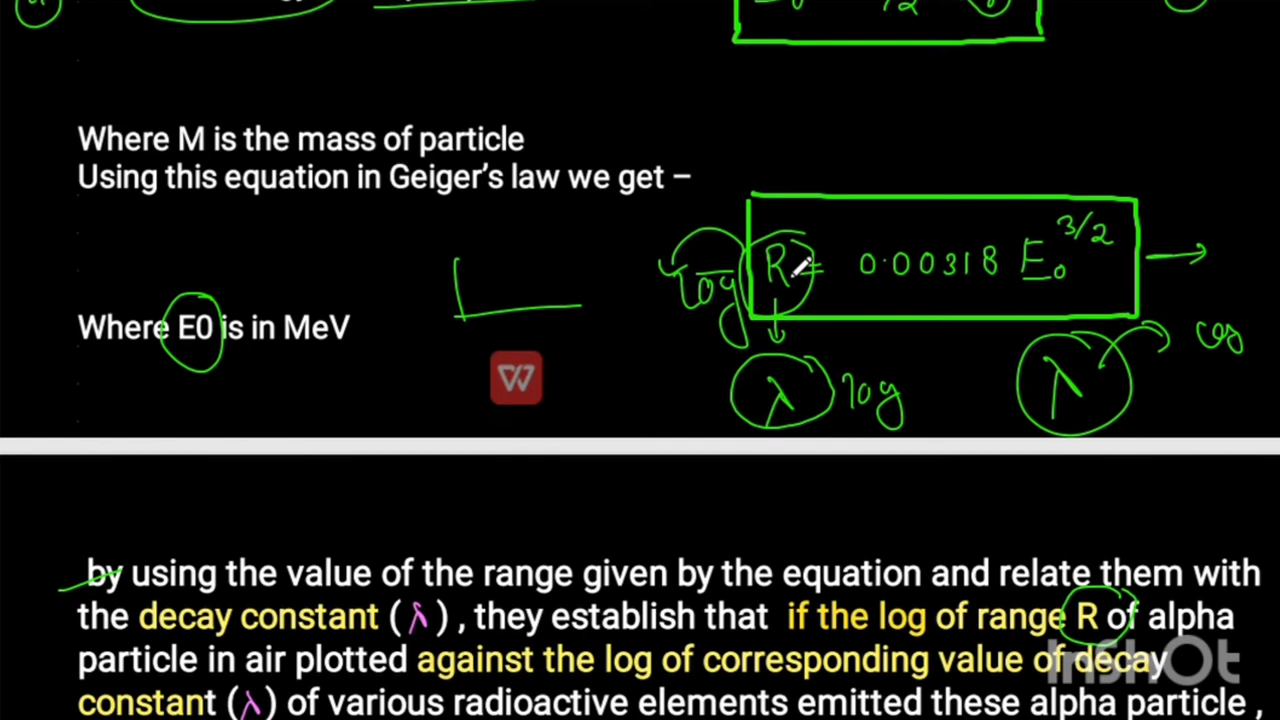 Where M is the mass of particle
Using this equation in Geiger's law we get –
log R = 0.00318 E₀^3/2
Where E0 is in MeV
λ log
λ log
by using the value of the range given by the equation and relate them with
the decay constant (λ), they establish that if the log of range R of alpha
particle in air plotted against the log of corresponding value of decay
constant (λ) of various radioactive elements emitted these alpha particle ,
InShOt